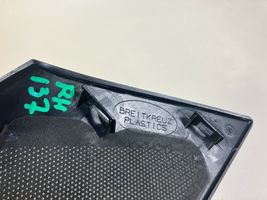 RH
137
BREITKREUZ
PLASTICS